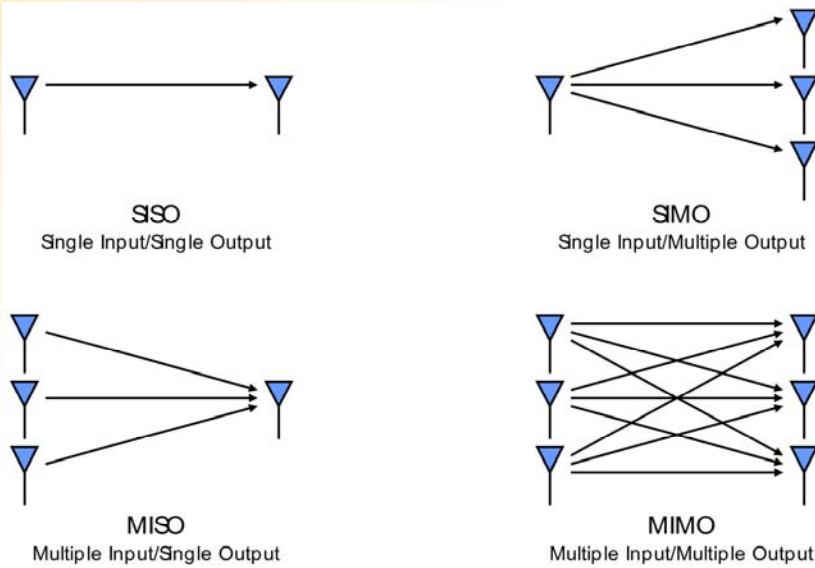 SISO
Single Input/Single Output
SIMO
Single Input/Multiple Output
MISO
Multiple Input/Single Output
MIMO
Multiple Input/Multiple Output